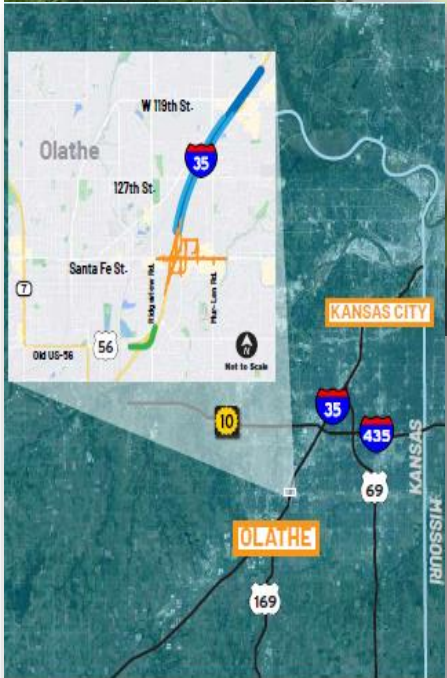 W 119th St.
Olathe
35
127th St.
Santa Fe St.
Ridgeview Rd.
Mur-Len Rd.
7
56
Old US-56
N
Not to Scale
KANSAS CITY
35
10
435
69
KANSAS
MISSOURI
OLATHE
169